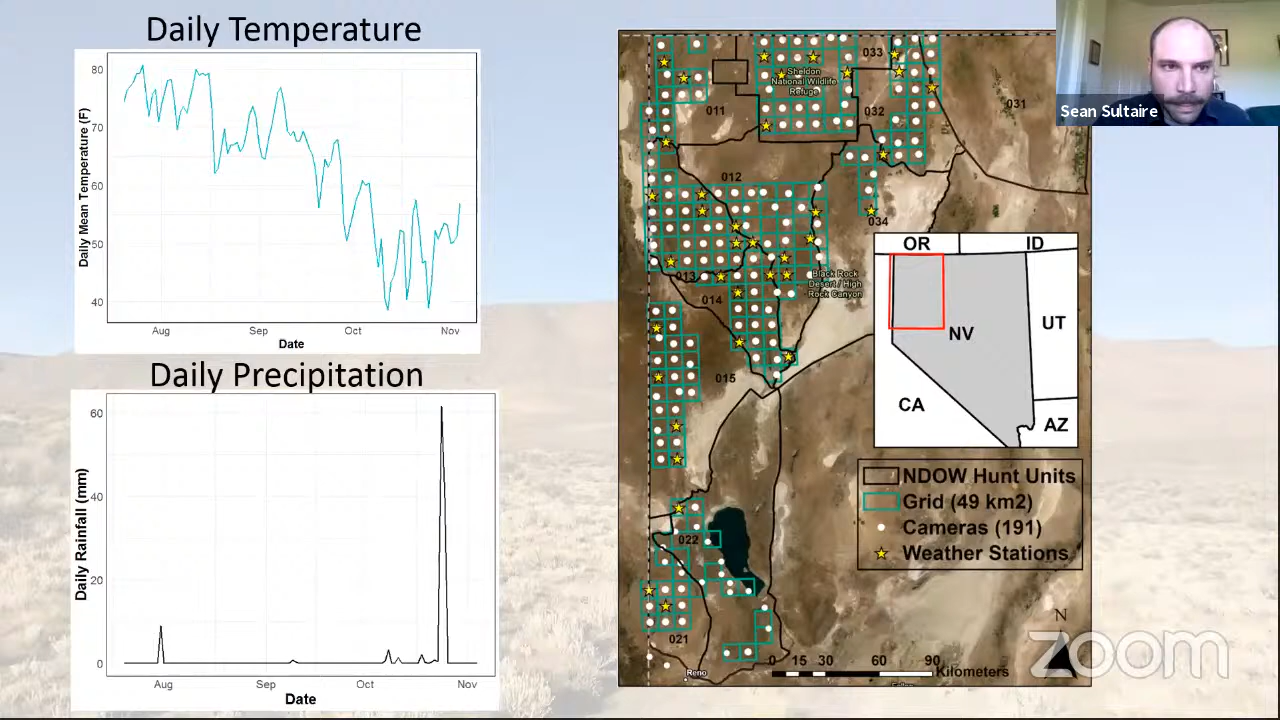 Daily Temperature
80
70
60
50
40
Daily Mean Temperature (F)
Aug
Sep
Oct
Nov
Date
Daily Precipitation
60
40
20
0
Daily Rainfall (mm)
Aug
Sep
Oct
Nov
Date
033
Sheldon
National Wildlife
Refuge
011
032
031
012
034
013
Black Rock
Desert / High
Rock Canyon
014
015
022
021
Reno
OR
ID
NV
UT
CA
AZ
NDOW Hunt Units
Grid (49 km2)
Cameras (191)
Weather Stations
N
0 15 30 60 90
Kilometers
Sean Sultaire
zoom